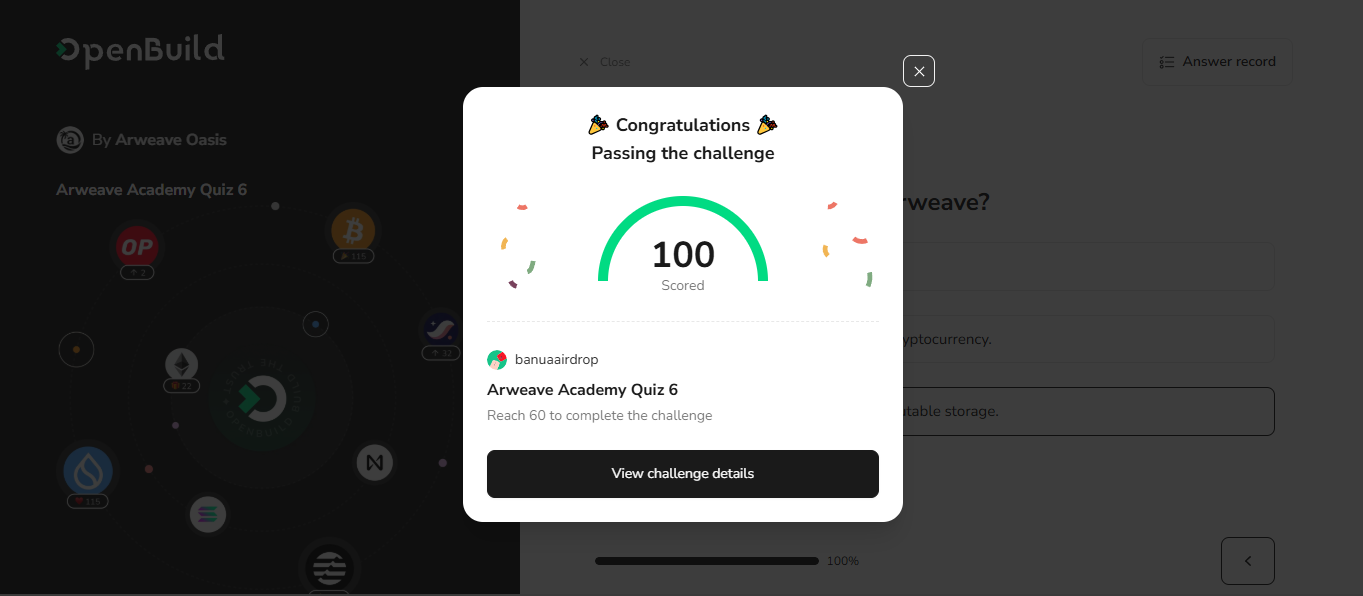 OpenBuild
By Arweave Oasis
Arweave Academy Quiz 6
OP
2
115
32
22
115
Close
Answer record
rweave?
yptocurrency.
utable storage.
100%
Congratulations
Passing the challenge
100
Scored
banuaairdrop
Arweave Academy Quiz 6
Reach 60 to complete the challenge
View challenge details